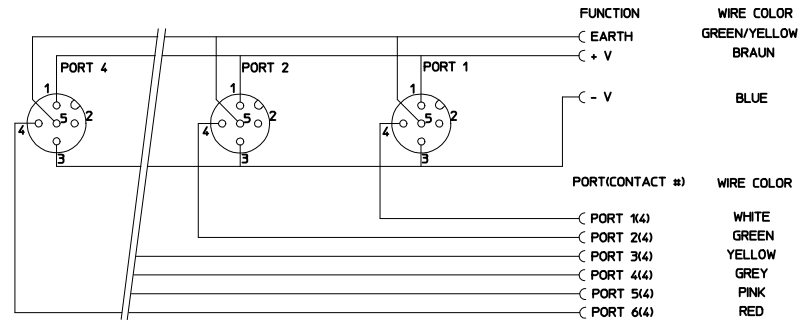 FUNCTION WIRE COLOR
EARTH GREEN/YELLOW
+ V BRAUN
PORT 4 PORT 2 PORT 1
1 1 1
- V BLUE
4 5 2 4 5 2 4 5 2
3 3 3
PORT(CONTACT #) WIRE COLOR
PORT 1(4) WHITE
PORT 2(4) GREEN
PORT 3(4) YELLOW
PORT 4(4) GREY
PORT 5(4) PINK
PORT 6(4) RED